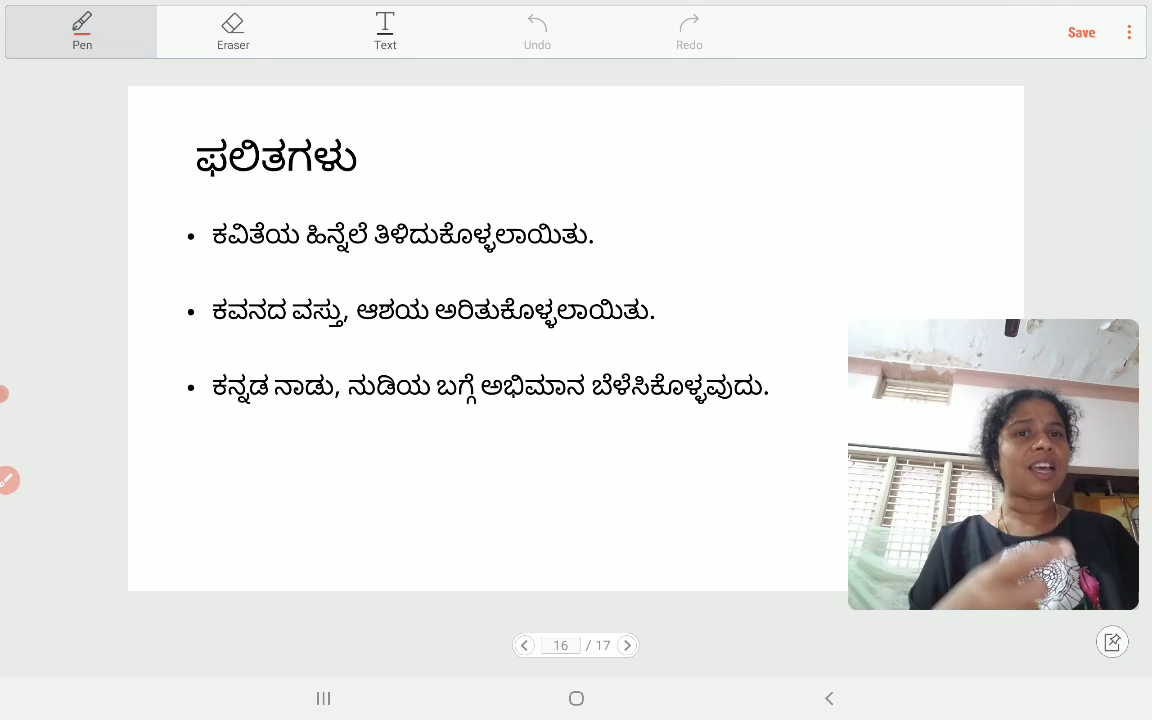 Pen
Eraser
Text
Undo
Redo
Save
ಫಲಿತಗಳು
• ಕವಿತೆಯ ಹಿನ್ನೆಲೆ ತಿಳಿದುಕೊಳ್ಳಲಾಯಿತು.
• ಕವನದ ವಸ್ತು, ಆಶಯ ಅರಿತುಕೊಳ್ಳಲಾಯಿತು.
• ಕನ್ನಡ ನಾಡು, ನುಡಿಯ ಬಗ್ಗೆ ಅಭಿಮಾನ ಬೆಳೆಸಿಕೊಳ್ಳವುದು.
16 / 17